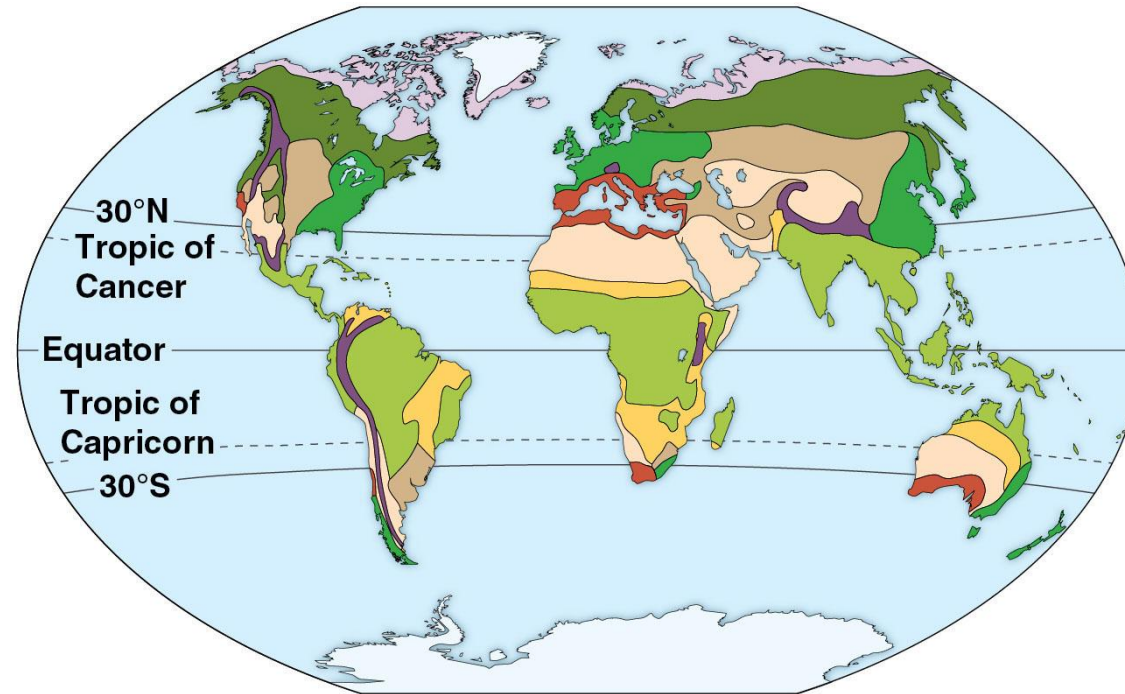 30°N
Tropic of
Cancer
Equator
Tropic of
Capricorn
30°S